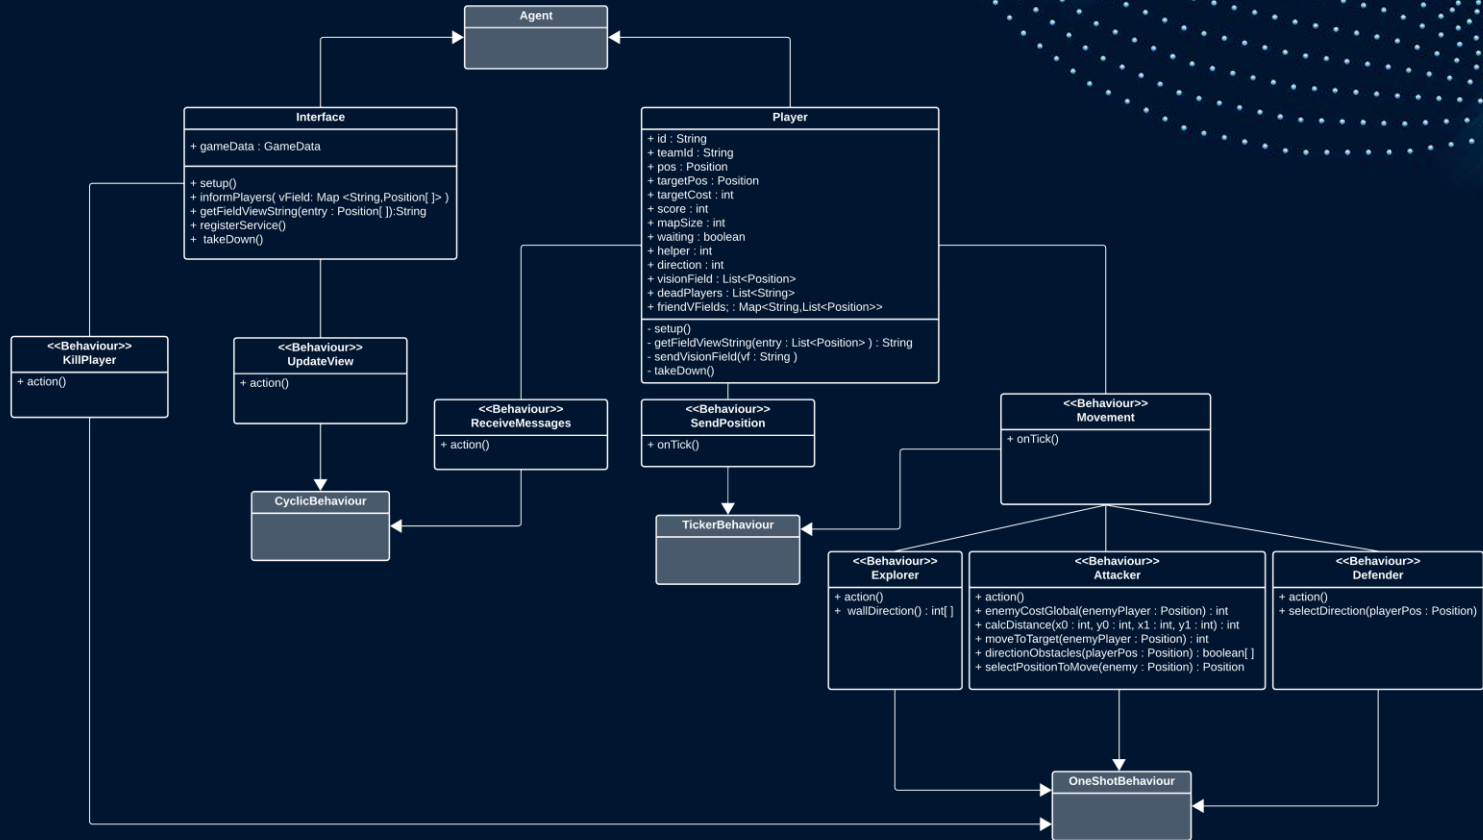 Agent
Interface
+ gameData : GameData
+ setup()
+ informPlayers( vField: Map <String,Position[ ]> )
+ getFieldViewString(entry : Position[ ]):String
+ registerService()
+  takeDown()
Player
+ id : String
+ teamId : String
+ pos : Position
+ targetPos : Position
+ targetCost : int
+ score : int
+ mapSize : int
+ waiting : boolean
+ helper : int
+ direction : int
+ visionField : List<Position>
+ deadPlayers : List<String>
+ friendVFields; : Map<String,List<Position>>
- setup()
- getFieldViewString(entry : List<Position> ) : String
- sendVisionField(vf : String )
- takeDown()
<<Behaviour>>
KillPlayer
+ action()
<<Behaviour>>
UpdateView
+ action()
<<Behaviour>>
ReceiveMessages
+ action()
<<Behaviour>>
SendPosition
+ onTick()
<<Behaviour>>
Movement
+ onTick()
CyclicBehaviour
TickerBehaviour
<<Behaviour>>
Explorer
+ action()
+  wallDirection() : int[ ]
<<Behaviour>>
Attacker
+ action()
+ enemyCostGlobal(enemyPlayer : Position) : int
+ calcDistance(x0 : int, y0 : int, x1 : int, y1 : int) : int
+ moveToTarget(enemyPlayer : Position) : int
+ directionObstacles(playerPos : Position) : boolean[ ]
+ selectPositionToMove(enemy : Position) : Position
<<Behaviour>>
Defender
+ action()
+ selectDirection(playerPos : Position)
OneShotBehaviour